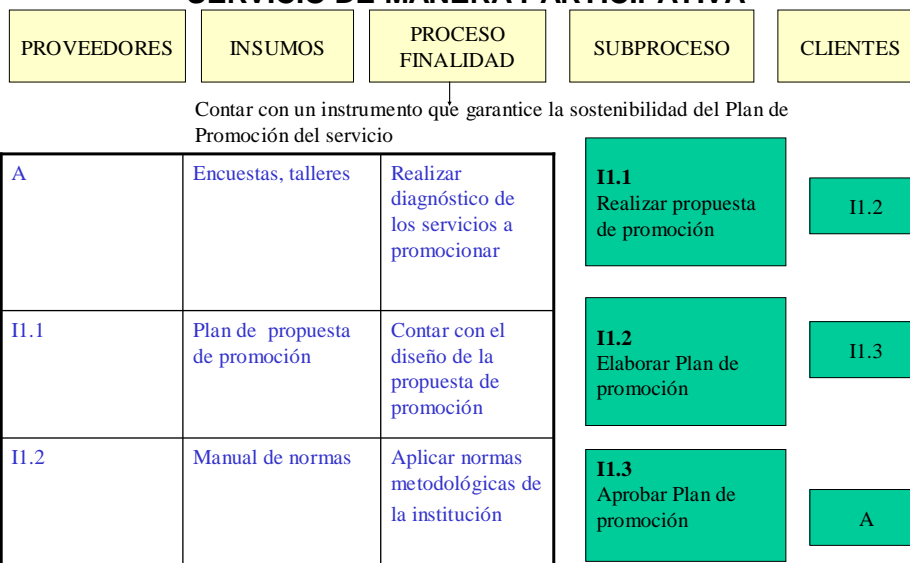 SERVICIO DE MANERA PARTICIPATIVA
PROVEEDORES
INSUMOS
PROCESO
FINALIDAD
SUBPROCESO
CLIENTES
Contar con un instrumento que garantice la sostenibilidad del Plan de
Promoción del servicio
A
Encuestas, talleres
Realizar
diagnóstico de
los servicios a
promocionar
I1.1
Realizar propuesta
de promoción
I1.2
I1.1
Plan de propuesta
de promoción
Contar con el
diseño de la
propuesta de
promoción
I1.2
Elaborar Plan de
promoción
I1.3
I1.2
Manual de normas
Aplicar normas
metodológicas de
la institución
I1.3
Aprobar Plan de
promoción
A